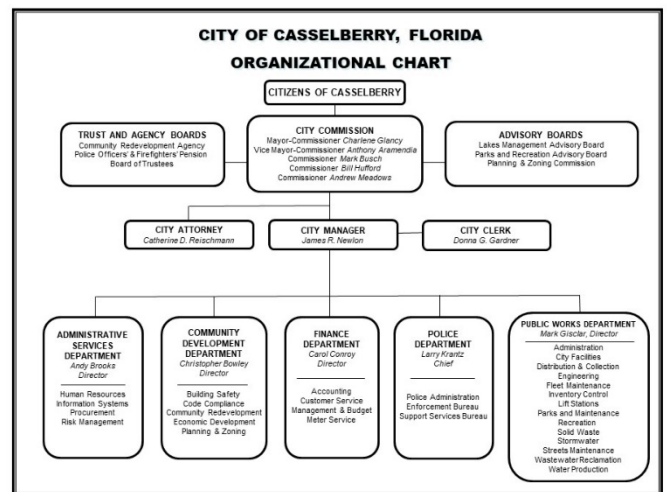 CITY OF CASSELBERRY, FLORIDA
ORGANIZATIONAL CHART
CITIZENS OF CASSELBERRY
TRUST AND AGENCY BOARDS
Community Redevelopment Agency
Police Officers' & Firefighters' Pension
Board of Trustees
CITY COMMISSION
Mayor-Commissioner Charlene Glancy
Vice Mayor-Commissioner Anthony Aramendia
Commissioner Mark Busch
Commissioner Bill Hufford
Commissioner Andrew Meadows
ADVISORY BOARDS
Lakes Management Advisory Board
Parks and Recreation Advisory Board
Planning & Zoning Commission
CITY ATTORNEY
Catherine D. Reischmann
CITY MANAGER
James R. Newlon
CITY CLERK
Donna G. Gardner
ADMINISTRATIVE
SERVICES
DEPARTMENT
Andy Brooks
Director
Human Resources
Information Systems
Procurement
Risk Management
COMMUNITY
DEVELOPMENT
DEPARTMENT
Christopher Bowley
Director
Building Safety
Code Compliance
Community Redevelopment
Economic Development
Planning & Zoning
FINANCE
DEPARTMENT
Carol Conroy
Director
Accounting
Customer Service
Management & Budget
Meter Service
POLICE
DEPARTMENT
Larry Krantz
Chief
Police Administration
Enforcement Bureau
Support Services Bureau
PUBLIC WORKS DEPARTMENT
Mark Gisclar, Director
Administration
City Facilities
Distribution & Collection
Engineering
Fleet Maintenance
Inventory Control
Lift Stations
Parks and Maintenance
Recreation
Solid Waste
Stormwater
Streets Maintenance
Wastewater Reclamation
Water Production